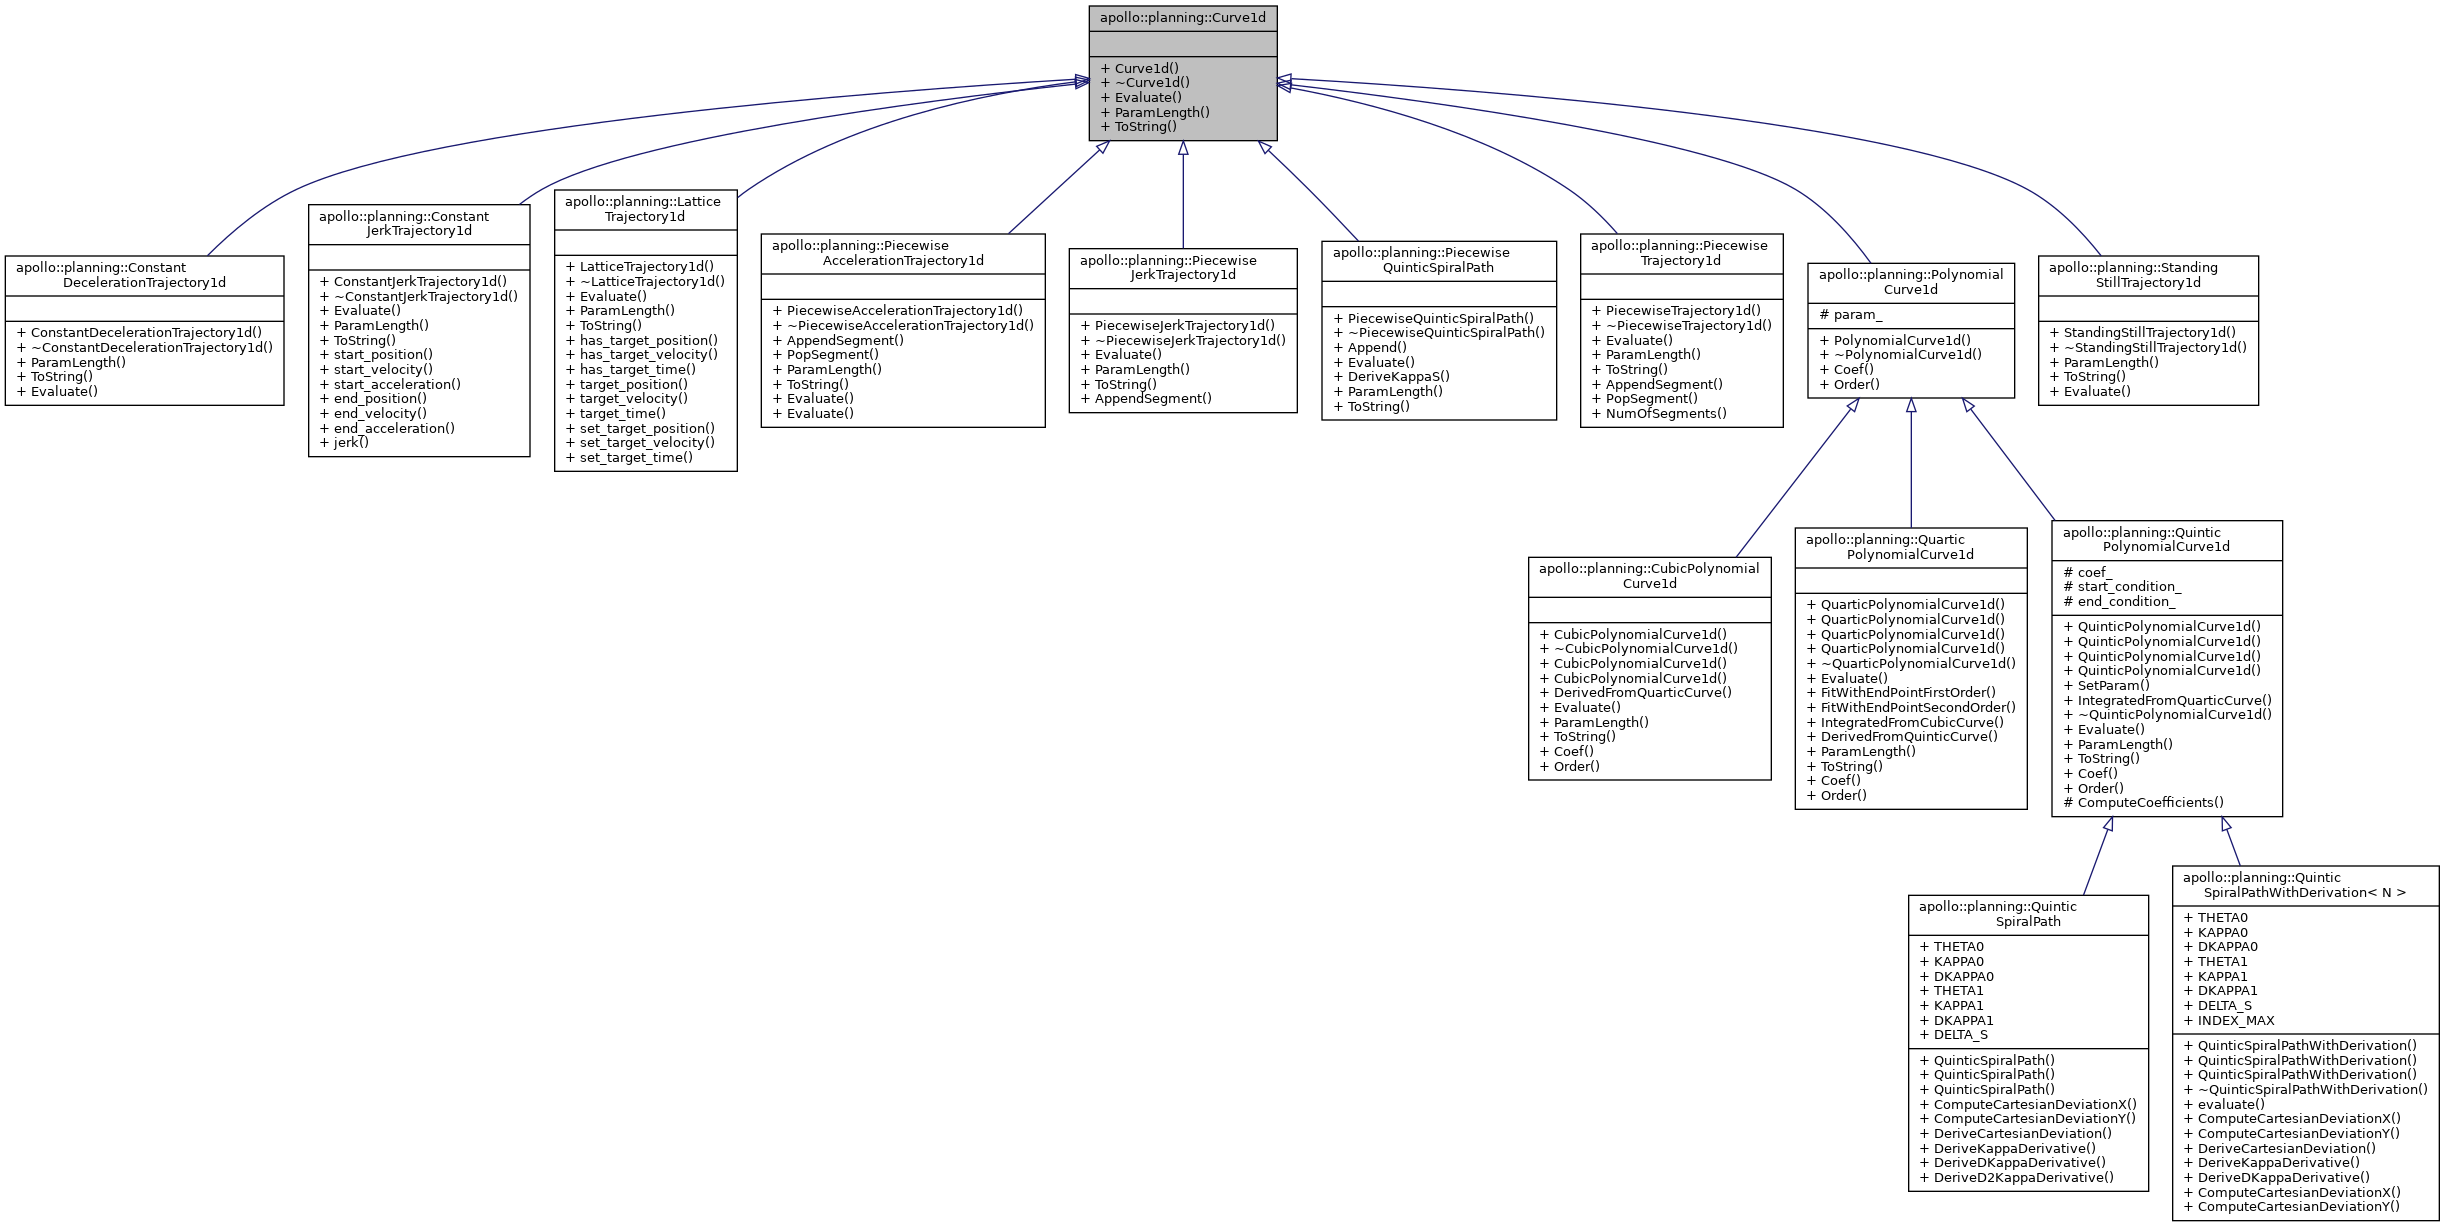 apollo::planning::Curve1d
+ Curve1d()
+ ~Curve1d()
+ Evaluate()
+ ParamLength()
+ ToString()
apollo::planning::Constant
DecelerationTrajectory1d
+ ConstantDecelerationTrajectory1d()
+ ~ConstantDecelerationTrajectory1d()
+ ParamLength()
+ ToString()
+ Evaluate()
apollo::planning::Constant
JerkTrajectory1d
+ ConstantJerkTrajectory1d()
+ ~ConstantJerkTrajectory1d()
+ Evaluate()
+ ParamLength()
+ ToString()
+ start_position()
+ start_velocity()
+ start_acceleration()
+ end_position()
+ end_velocity()
+ end_acceleration()
+ jerk()
apollo::planning::Lattice
Trajectory1d
+ LatticeTrajectory1d()
+ ~LatticeTrajectory1d()
+ Evaluate()
+ ParamLength()
+ ToString()
+ has_target_position()
+ has_target_velocity()
+ has_target_time()
+ target_position()
+ target_velocity()
+ target_time()
+ set_target_position()
+ set_target_velocity()
+ set_target_time()
apollo::planning::Piecewise
AccelerationTrajectory1d
+ PiecewiseAccelerationTrajectory1d()
+ ~PiecewiseAccelerationTrajectory1d()
+ AppendSegment()
+ PopSegment()
+ ParamLength()
+ ToString()
+ Evaluate()
+ Evaluate()
apollo::planning::Piecewise
JerkTrajectory1d
+ PiecewiseJerkTrajectory1d()
+ ~PiecewiseJerkTrajectory1d()
+ Evaluate()
+ ParamLength()
+ ToString()
+ AppendSegment()
apollo::planning::Piecewise
QuinticSpiralPath
+ PiecewiseQuinticSpiralPath()
+ ~PiecewiseQuinticSpiralPath()
+ Append()
+ Evaluate()
+ DeriveKappaS()
+ ParamLength()
+ ToString()
apollo::planning::Piecewise
Trajectory1d
+ PiecewiseTrajectory1d()
+ ~PiecewiseTrajectory1d()
+ Evaluate()
+ ParamLength()
+ ToString()
+ AppendSegment()
+ PopSegment()
+ NumOfSegments()
apollo::planning::Polynomial
Curve1d
# param_
+ PolynomialCurve1d()
+ ~PolynomialCurve1d()
+ Coef()
+ Order()
apollo::planning::Standing
StillTrajectory1d
+ StandingStillTrajectory1d()
+ ~StandingStillTrajectory1d()
+ ParamLength()
+ ToString()
+ Evaluate()
apollo::planning::CubicPolynomial
Curve1d
+ CubicPolynomialCurve1d()
+ ~CubicPolynomialCurve1d()
+ CubicPolynomialCurve1d()
+ CubicPolynomialCurve1d()
+ DerivedFromQuarticCurve()
+ Evaluate()
+ ParamLength()
+ ToString()
+ Coef()
+ Order()
apollo::planning::Quartic
PolynomialCurve1d
+ QuarticPolynomialCurve1d()
+ QuarticPolynomialCurve1d()
+ QuarticPolynomialCurve1d()
+ QuarticPolynomialCurve1d()
+ ~QuarticPolynomialCurve1d()
+ Evaluate()
+ FitWithEndPointFirstOrder()
+ FitWithEndPointSecondOrder()
+ IntegratedFromCubicCurve()
+ DerivedFromQuinticCurve()
+ ParamLength()
+ ToString()
+ Coef()
+ Order()
apollo::planning::Quintic
PolynomialCurve1d
# coef_
# start_condition_
# end_condition_
+ QuinticPolynomialCurve1d()
+ QuinticPolynomialCurve1d()
+ QuinticPolynomialCurve1d()
+ QuinticPolynomialCurve1d()
+ SetParam()
+ IntegratedFromQuarticCurve()
+ ~QuinticPolynomialCurve1d()
+ Evaluate()
+ ParamLength()
+ ToString()
+ Coef()
+ Order()
# ComputeCoefficients()
apollo::planning::Quintic
SpiralPath
+ THETA0
+ KAPPA0
+ DKAPPA0
+ THETA1
+ KAPPA1
+ DKAPPA1
+ DELTA_S
+ QuinticSpiralPath()
+ QuinticSpiralPath()
+ QuinticSpiralPath()
+ ComputeCartesianDeviationX()
+ ComputeCartesianDeviationY()
+ DeriveCartesianDeviation()
+ DeriveKappaDerivative()
+ DeriveDKappaDerivative()
+ DeriveD2KappaDerivative()
apollo::planning::Quintic
SpiralPathWithDerivation< N >
+ THETA0
+ KAPPA0
+ DKAPPA0
+ THETA1
+ KAPPA1
+ DKAPPA1
+ DELTA_S
+ INDEX_MAX
+ QuinticSpiralPathWithDerivation()
+ QuinticSpiralPathWithDerivation()
+ QuinticSpiralPathWithDerivation()
+ ~QuinticSpiralPathWithDerivation()
+ evaluate()
+ ComputeCartesianDeviationX()
+ ComputeCartesianDeviationY()
+ DeriveCartesianDeviation()
+ DeriveKappaDerivative()
+ DeriveDKappaDerivative()
+ ComputeCartesianDeviationX()
+ ComputeCartesianDeviationY()